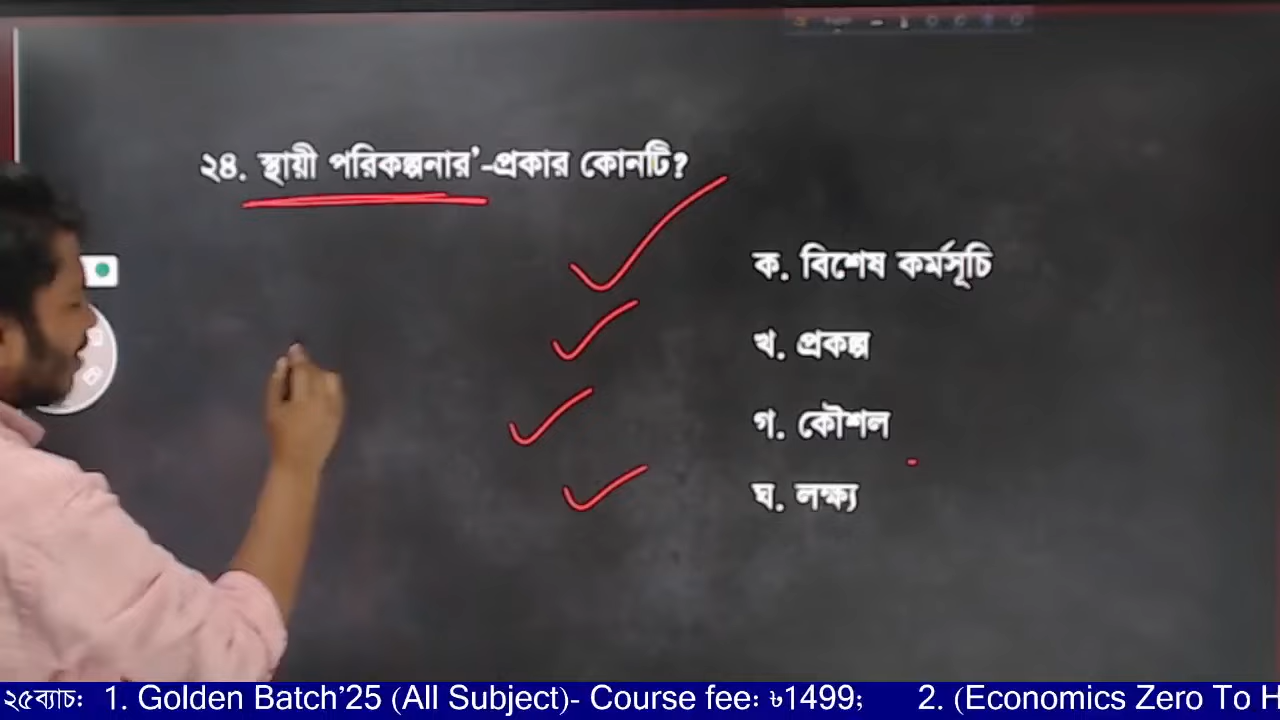 ২৪. স্থায়ী পরিকল্পনার’-প্রকার কোনটি?
ক. বিশেষ কর্মসূচি
খ. প্রকল্প
গ. কৌশল
ঘ. লক্ষ্য
২৫ব্যাচঃ 1. Golden Batch’25 (All Subject)- Course fee: ৳1499; 2. (Economics Zero To H